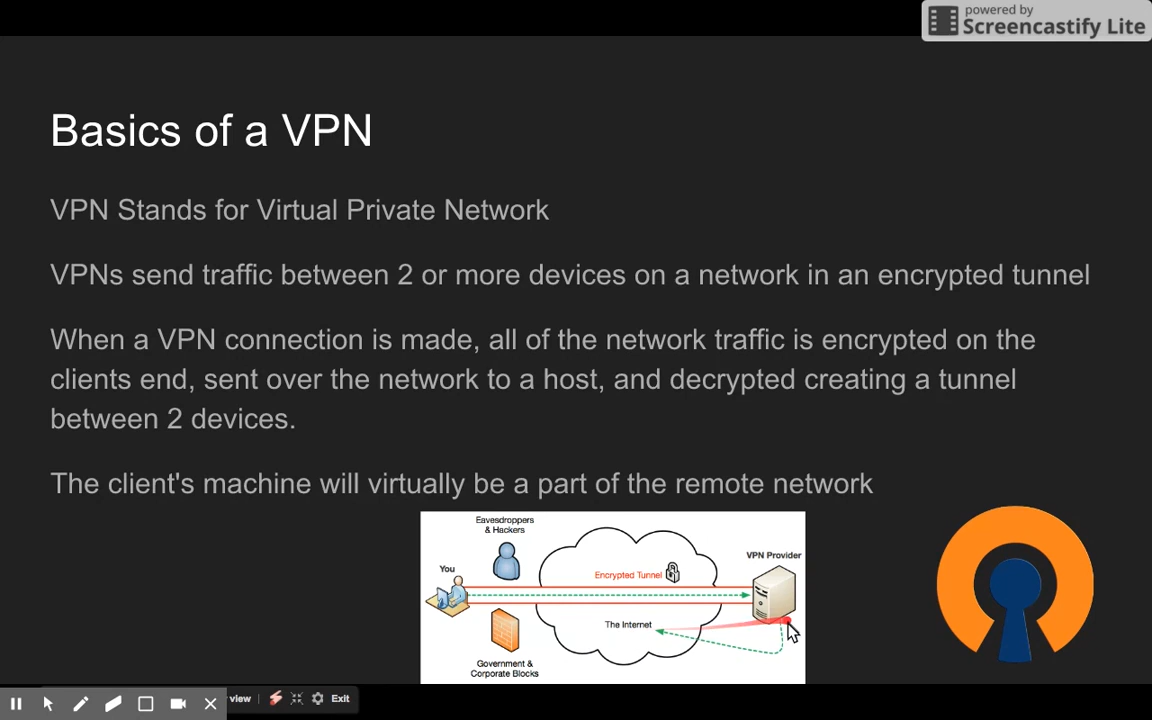 powered by
Screencastify Lite
Basics of a VPN
VPN Stands for Virtual Private Network
VPNs send traffic between 2 or more devices on a network in an encrypted tunnel
When a VPN connection is made, all of the network traffic is encrypted on the
clients end, sent over the network to a host, and decrypted creating a tunnel
between 2 devices.
The client's machine will virtually be a part of the remote network
Eavesdroppers
& Hackers
VPN Provider
You
Encrypted Tunnel
The Internet
Government &
Corporate Blocks
view
Exit